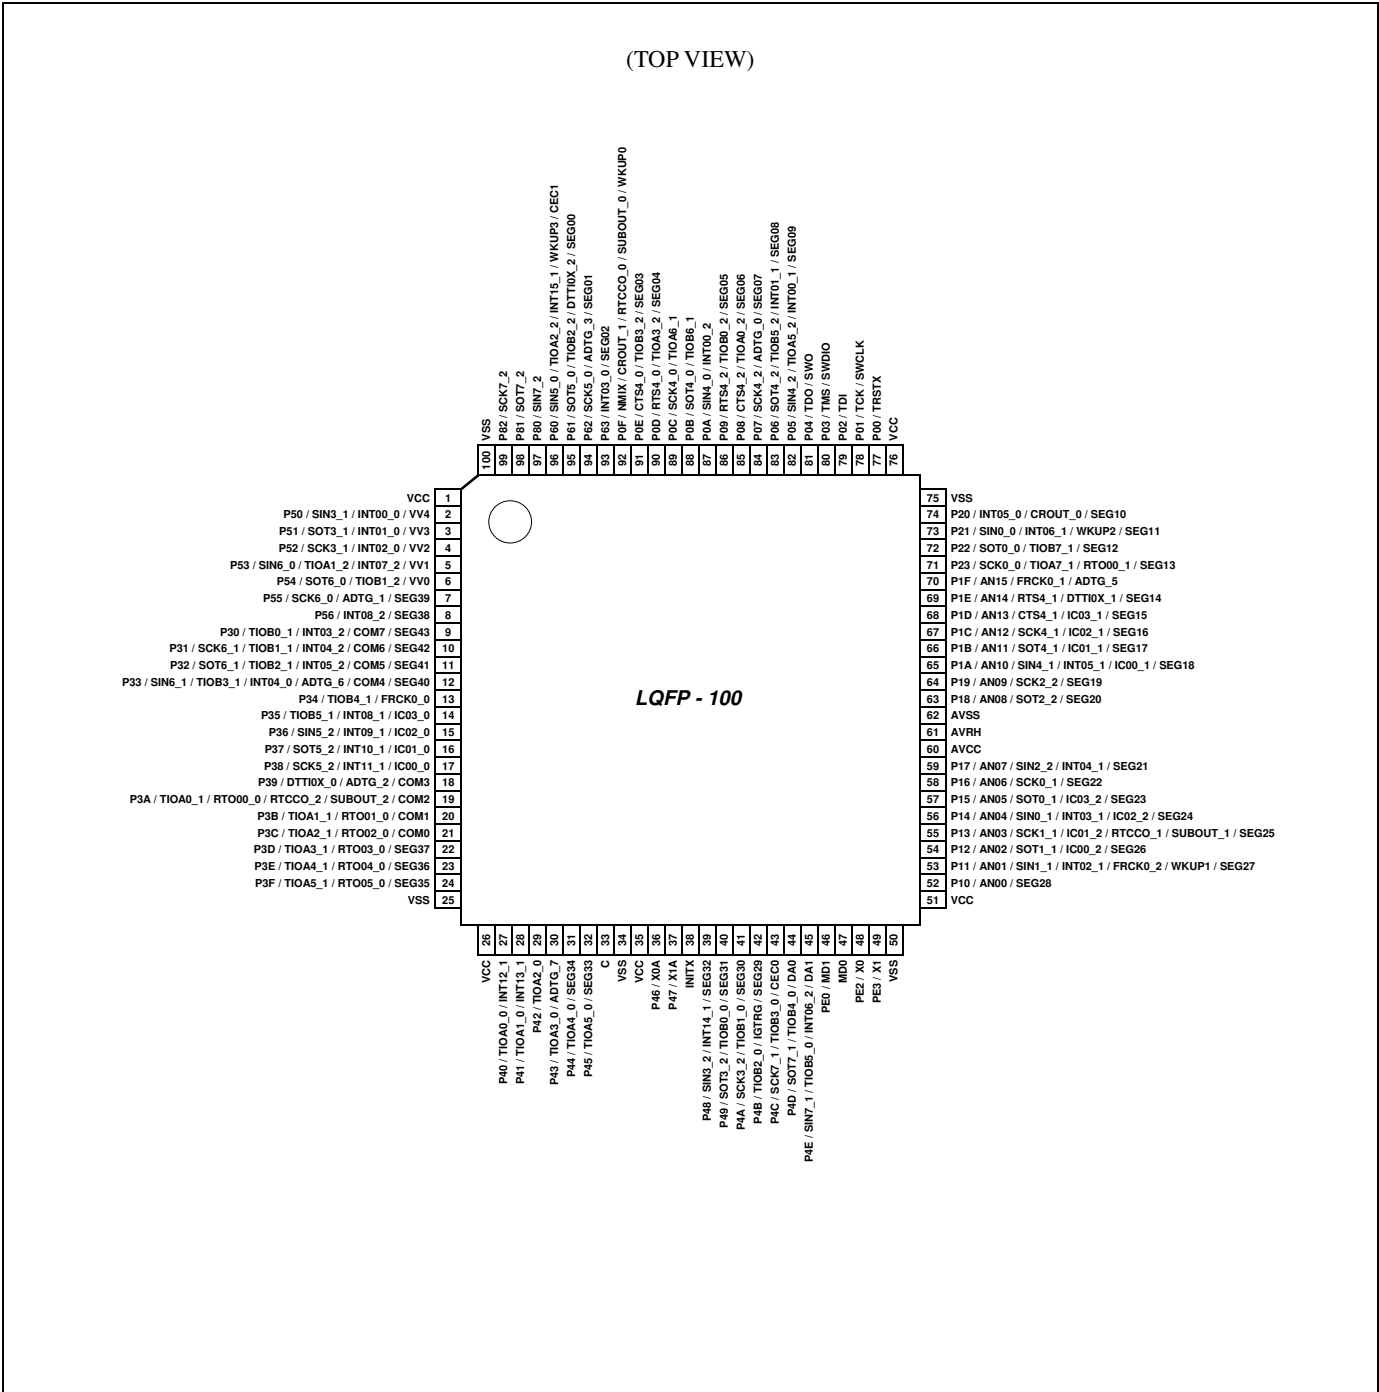 (TOP VIEW)
VSS
P82 / SCK7_2
P81 / SOT7_2
P80 / SIN7_2
P60 / SIN5_0 / TIOA2_2 / INT15_1 / WKUP3 / CEC1
P61 / SOT5_0 / TIOB2_2 / DTTI0X_2 / SEG00
P62 / SCK5_0 / ADTG_3 / SEG01
P63 / INT03_0 / SEG02
P0F / NMIX / CROUT_1 / RTCCO_0 / SUBOUT_0 / WKUP0
P0E / CTS4_0 / TIOB3_2 / SEG03
P0D / RTS4_0 / TIOA3_2 / SEG04
P0C / SCK4_0 / TIOA6_1
P0B / SOT4_0 / TIOB6_1
P0A / SIN4_0 / INT00_2
P09 / RTS4_2 / TIOB0_2 / SEG05
P08 / CTS4_2 / TIOA0_2 / SEG06
P07 / SCK4_2 / ADTG_0 / SEG07
P06 / SOT4_2 / TIOB5_2 / INT01_1 / SEG08
P05 / SIN4_2 / TIOA5_2 / INT00_1 / SEG09
P04 / TDO / SWO
P03 / TMS / SWDIO
P02 / TDI
P01 / TCK / SWCLK
P00 / TRSTX
VCC
100 99 98 97 96 95 94 93 92 91 90 89 88 87 86 85 84 83 82 81 80 79 78 77 76
VCC 1
P50 / SIN3_1 / INT00_0 / VV4 2
P51 / SOT3_1 / INT01_0 / VV3 3
P52 / SCK3_1 / INT02_0 / VV2 4
P53 / SIN6_0 / TIOA1_2 / INT07_2 / VV1 5
P54 / SOT6_0 / TIOB1_2 / VV0 6
P55 / SCK6_0 / ADTG_1 / SEG39 7
P56 / INT08_2 / SEG38 8
P30 / TIOB0_1 / INT03_2 / COM7 / SEG43 9
P31 / SCK6_1 / TIOB1_1 / INT04_2 / COM6 / SEG42 10
P32 / SOT6_1 / TIOB2_1 / INT05_2 / COM5 / SEG41 11
P33 / SIN6_1 / TIOB3_1 / INT04_0 / ADTG_6 / COM4 / SEG40 12
P34 / TIOB4_1 / FRCK0_0 13
P35 / TIOB5_1 / INT08_1 / IC03_0 14
P36 / SIN5_2 / INT09_1 / IC02_0 15
P37 / SOT5_2 / INT10_1 / IC01_0 16
P38 / SCK5_2 / INT11_1 / IC00_0 17
P39 / DTTI0X_0 / ADTG_2 / COM3 18
P3A / TIOA0_1 / RTO00_0 / RTCCO_2 / SUBOUT_2 / COM2 19
P3B / TIOA1_1 / RTO01_0 / COM1 20
P3C / TIOA2_1 / RTO02_0 / COM0 21
P3D / TIOA3_1 / RTO03_0 / SEG37 22
P3E / TIOA4_1 / RTO04_0 / SEG36 23
P3F / TIOA5_1 / RTO05_0 / SEG35 24
VSS 25
LQFP - 100
75 VSS
74 P20 / INT05_0 / CROUT_0 / SEG10
73 P21 / SIN0_0 / INT06_1 / WKUP2 / SEG11
72 P22 / SOT0_0 / TIOB7_1 / SEG12
71 P23 / SCK0_0 / TIOA7_1 / RTO00_1 / SEG13
70 P1F / AN15 / FRCK0_1 / ADTG_5
69 P1E / AN14 / RTS4_1 / DTTI0X_1 / SEG14
68 P1D / AN13 / CTS4_1 / IC03_1 / SEG15
67 P1C / AN12 / SCK4_1 / IC02_1 / SEG16
66 P1B / AN11 / SOT4_1 / IC01_1 / SEG17
65 P1A / AN10 / SIN4_1 / INT05_1 / IC00_1 / SEG18
64 P19 / AN09 / SCK2_2 / SEG19
63 P18 / AN08 / SOT2_2 / SEG20
62 AVSS
61 AVRH
60 AVCC
59 P17 / AN07 / SIN2_2 / INT04_1 / SEG21
58 P16 / AN06 / SCK0_1 / SEG22
57 P15 / AN05 / SOT0_1 / IC03_2 / SEG23
56 P14 / AN04 / SIN0_1 / INT03_1 / IC02_2 / SEG24
55 P13 / AN03 / SCK1_1 / IC01_2 / RTCCO_1 / SUBOUT_1 / SEG25
54 P12 / AN02 / SOT1_1 / IC00_2 / SEG26
53 P11 / AN01 / SIN1_1 / INT02_1 / FRCK0_2 / WKUP1 / SEG27
52 P10 / AN00 / SEG28
51 VCC
26 27 28 29 30 31 32 33 34 35 36 37 38 39 40 41 42 43 44 45 46 47 48 49 50
VCC
P40 / TIOA0_0 / INT12_1
P41 / TIOA1_0 / INT13_1
P42 / TIOA2_0
P43 / TIOA3_0 / ADTG_7
P44 / TIOA4_0 / SEG34
P45 / TIOA5_0 / SEG33
C
VSS
VCC
P46 / X0A
P47 / X1A
INITX
P48 / SIN3_2 / INT14_1 / SEG32
P49 / SOT3_2 / TIOB0_0 / SEG31
P4A / SCK3_2 / TIOB1_0 / SEG30
P4B / TIOB2_0 / IGTRG / SEG29
P4C / SCK7_1 / TIOB3_0 / CEC0
P4D / SOT7_1 / TIOB4_0 / DA0
P4E / SIN7_1 / TIOB5_0 / INT06_2 / DA1
PE0 / MD1
MD0
PE2 / X0
PE3 / X1
VSS